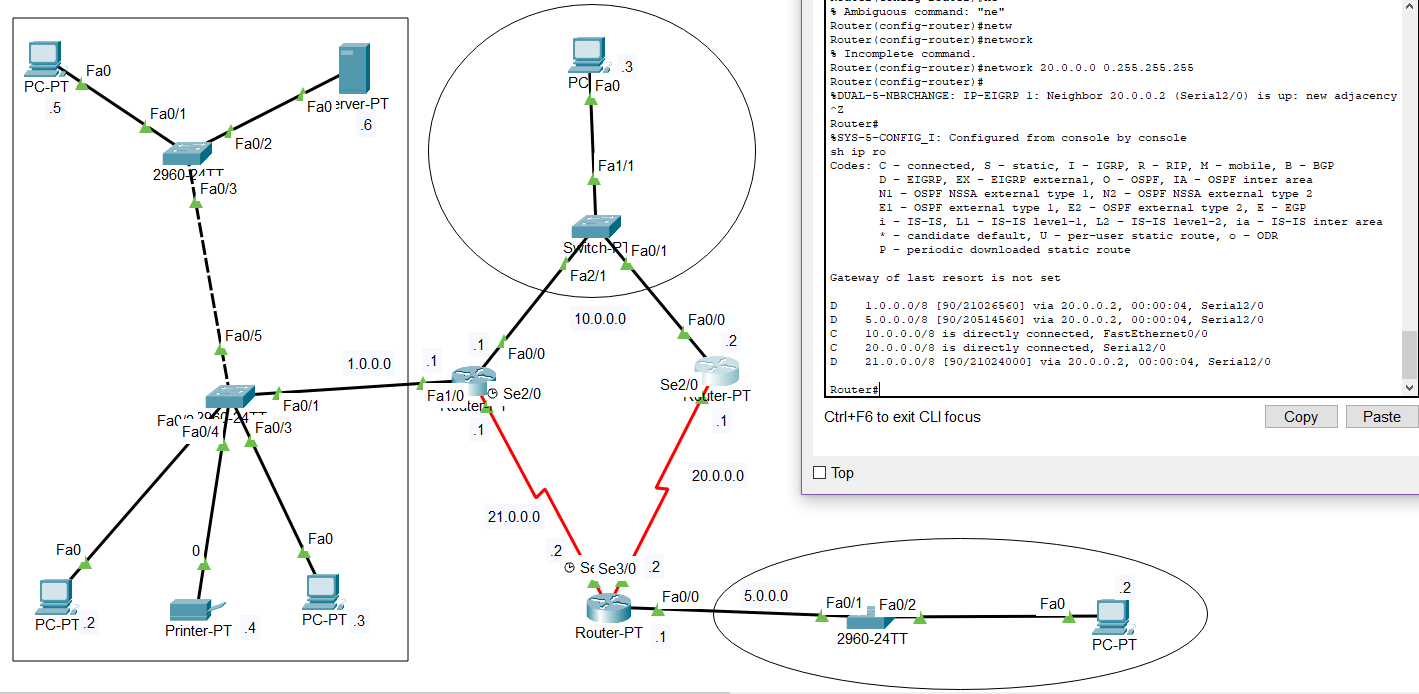 Fa0
PC-PT
.5
Fa0/1
Fa0
erver-PT
.6
Fa0/2
2960-24TT
Fa0/3
Fa0/5
1.0.0.0
.1
Fa1/0
Fa0/1
2960-24TT
Fa0/4
Fa0/3
Fa0
PC-PT
.2
0
Printer-PT
.4
Fa0
PC-PT
.3
.3
PC
Fa0
Fa1/1
Switch-PT
Fa0/1
Fa2/1
10.0.0.0
.1
Fa0/0
Fa0/0
.2
Se2/0
Se2/0
Router-PT
.1
.1
20.0.0.0
21.0.0.0
.2
Se
Se3/0
.2
Fa0/0
Router-PT
.1
5.0.0.0
Fa0/1
Fa0/2
2960-24TT
Fa0
.2
PC-PT
% Ambiguous command: "ne"
Router(config-router)#netw
Router(config-router)#network
% Incomplete command.
Router(config-router)#network 20.0.0.0 0.255.255.255
Router(config-router)#
%DUAL-5-NBRCHANGE: IP-EIGRP 1: Neighbor 20.0.0.2 (Serial2/0) is up: new adjacency
^Z
Router#
%SYS-5-CONFIG_I: Configured from console by console
sh ip ro
Codes: C - connected, S - static, I - IGRP, R - RIP, M - mobile, B - BGP
D - EIGRP, EX - EIGRP external, O - OSPF, IA - OSPF inter area
N1 - OSPF NSSA external type 1, N2 - OSPF NSSA external type 2
E1 - OSPF external type 1, E2 - OSPF external type 2, E - EGP
i - IS-IS, L1 - IS-IS level-1, L2 - IS-IS level-2, ia - IS-IS inter area
* - candidate default, U - per-user static route, o - ODR
P - periodic downloaded static route
Gateway of last resort is not set
D 1.0.0.0/8 [90/21026560] via 20.0.0.2, 00:00:04, Serial2/0
D 5.0.0.0/8 [90/20514560] via 20.0.0.2, 00:00:04, Serial2/0
C 10.0.0.0/8 is directly connected, FastEthernet0/0
C 20.0.0.0/8 is directly connected, Serial2/0
D 21.0.0.0/8 [90/21024000] via 20.0.0.2, 00:00:04, Serial2/0
Router#
Ctrl+F6 to exit CLI focus
Copy
Paste
Top